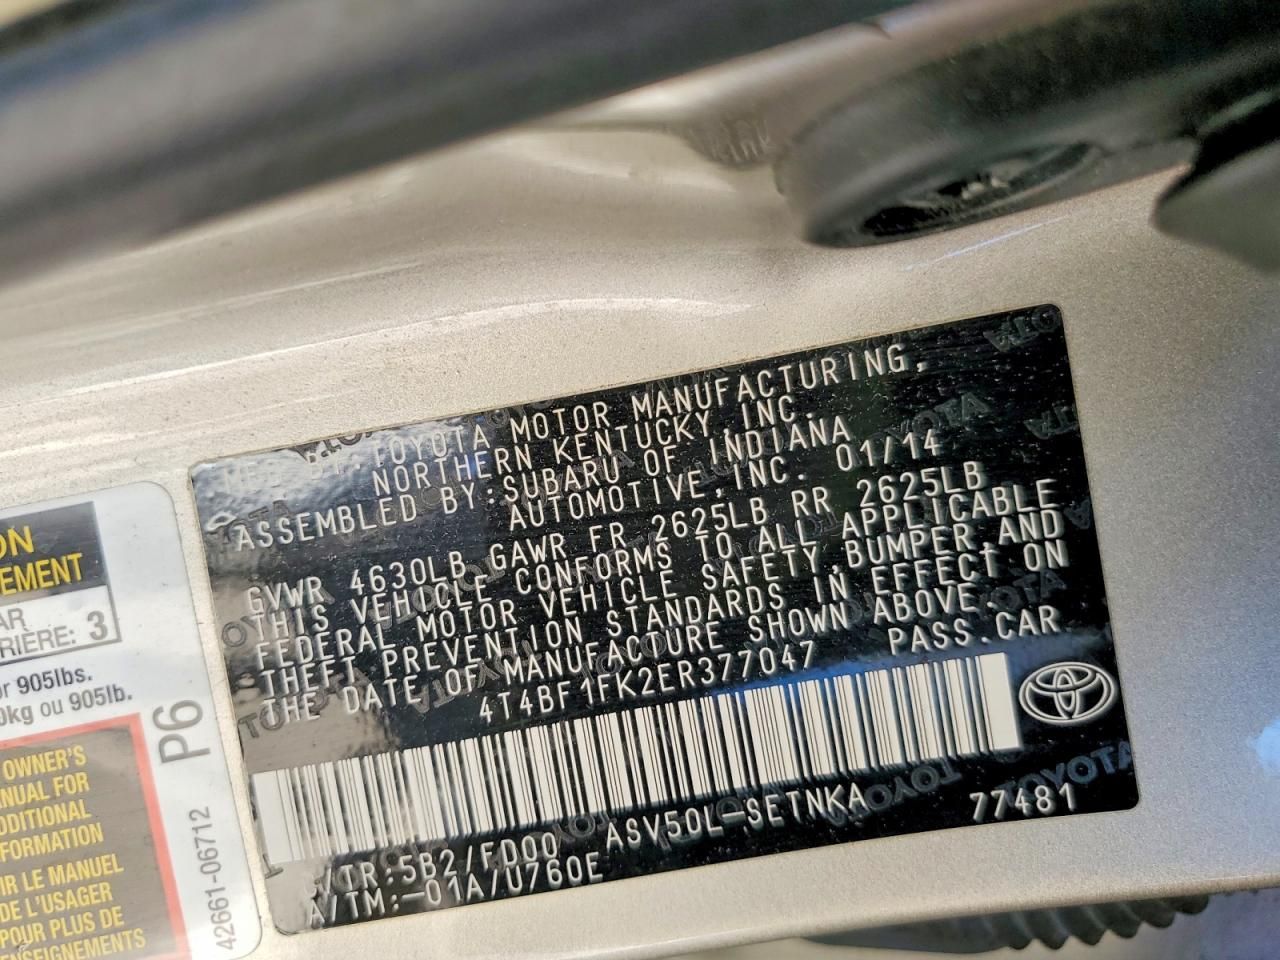 TOYOTA MOTOR MANUFACTURING,
NORTHERN KENTUCKY, INC.
ASSEMBLED BY:SUBARU OF INDIANA
AUTOMOTIVE, INC. 01/14
GVWR 4630LB GAWR FR 2625LB RR 2625LB
THIS VEHICLE CONFORMS TO ALL APPLICABLE
FEDERAL MOTOR VEHICLE SAFETY,BUMPER AND
THEFT PREVENTION STANDARDS IN EFFECT ON
THE DATE OF MANUFACTURE SHOWN ABOVE.
4T4BF1FK2ER377047 PASS.CAR
ASV50L-SETNKA 77481
/TR:5B2/FD00
A/TM:-01A/U760E
ON
EMENT
AR
RIÈRE: 3
or 905lbs.
0kg ou 905lb.
P6
OWNER'S
ANUAL FOR
DDITIONAL
FORMATION
IR LE MANUEL
DE L'USAGER
POUR PLUS DE
ENSEIGNEMENTS
42661-06712